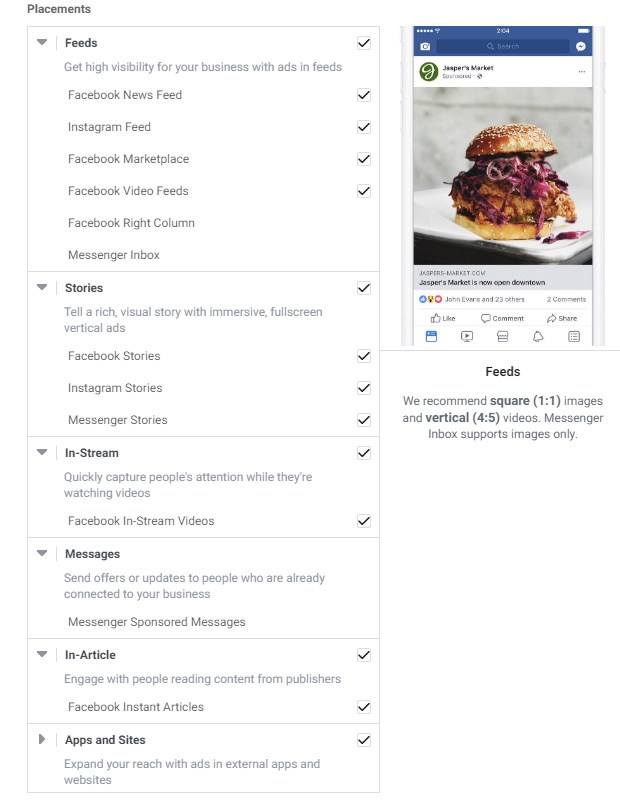 Placements
Feeds
Get high visibility for your business with ads in feeds
Facebook News Feed
Instagram Feed
Facebook Marketplace
Facebook Video Feeds
Facebook Right Column
Messenger Inbox
Stories
Tell a rich, visual story with immersive, fullscreen
vertical ads
Facebook Stories
Instagram Stories
Messenger Stories
In-Stream
Quickly capture people's attention while they're
watching videos
Facebook In-Stream Videos
Messages
Send offers or updates to people who are already
connected to your business
Messenger Sponsored Messages
In-Article
Engage with people reading content from publishers
Facebook Instant Articles
Apps and Sites
Expand your reach with ads in external apps and
websites
2:04
Search
Jasper's Market
Sponsored ·
JASPERS-MARKET.COM
Jasper's Market is now open downtown
John Evans and 23 others 2 Comments
Like Comment Share
Feeds
We recommend square (1:1) images
and vertical (4:5) videos. Messenger
Inbox supports images only.